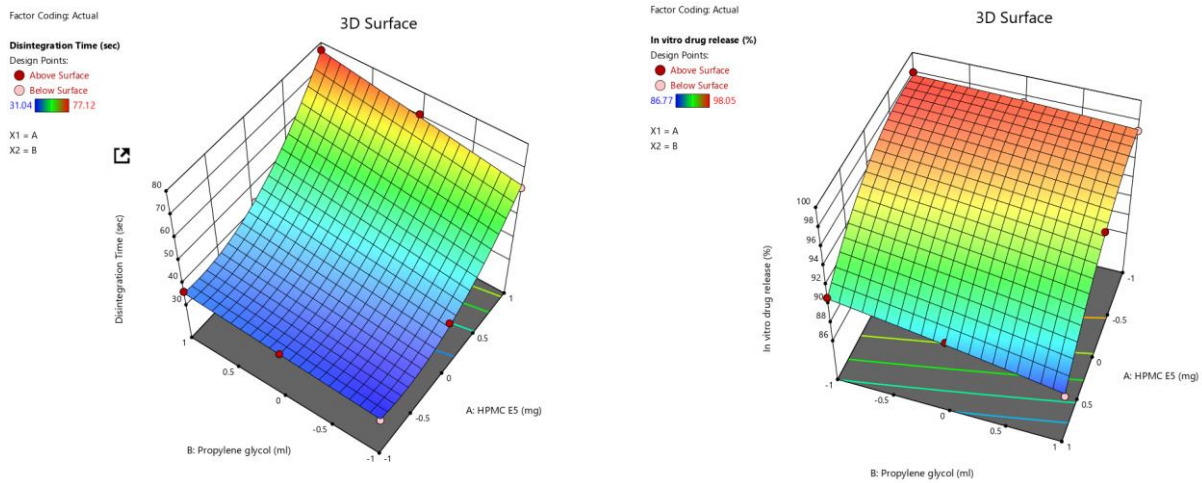 Factor Coding: Actual
3D Surface
Disintegration Time (sec)
Design Points:
Above Surface
Below Surface
31.04 77.12
X1 = A
X2 = B
80
70
60
50
40
30
Disintegration Time (sec)
1
0.5
0
-0.5
-1
B: Propylene glycol (ml)
1
0.5
0
-0.5
-1
A: HPMC E5 (mg)
Factor Coding: Actual
3D Surface
In vitro drug release (%)
Design Points:
Above Surface
Below Surface
86.77 98.05
X1 = A
X2 = B
100
98
96
94
92
90
88
86
In vitro drug release (%)
-1
-0.5
0
0.5
1
B: Propylene glycol (ml)
-1
-0.5
0
0.5
1
A: HPMC E5 (mg)